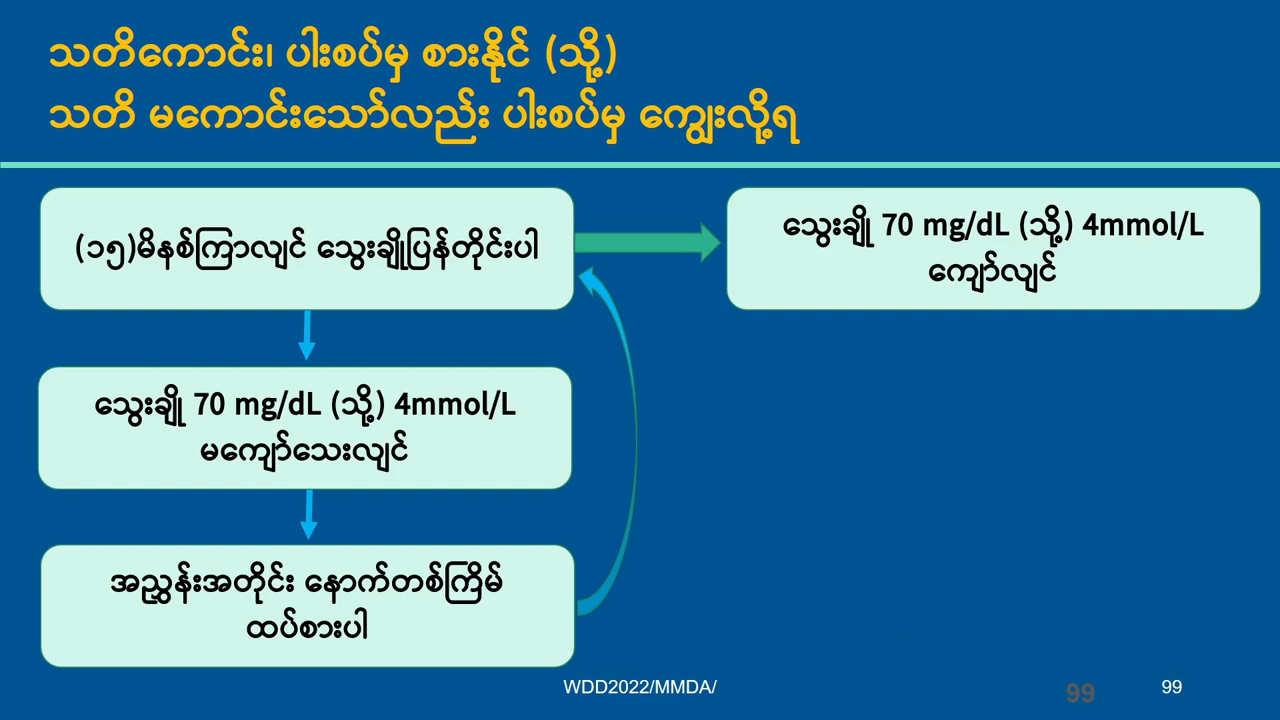 သတိကောင်း၊ ပါးစပ်မှ စားနိုင် (သို့)
သတိ မကောင်းသော်လည်း ပါးစပ်မှ ကျွေးလို့ရ
(၁၅)မိနစ်ကြာလျင် သွေးချိုပြန်တိုင်းပါ
သွေးချို 70 mg/dL (သို့) 4mmol/L
ကျော်လျင်
သွေးချို 70 mg/dL (သို့) 4mmol/L
မကျော်သေးလျင်
အညွှန်းအတိုင်း နောက်တစ်ကြိမ်
ထပ်စားပါ
WDD2022/MMDA/
99
99